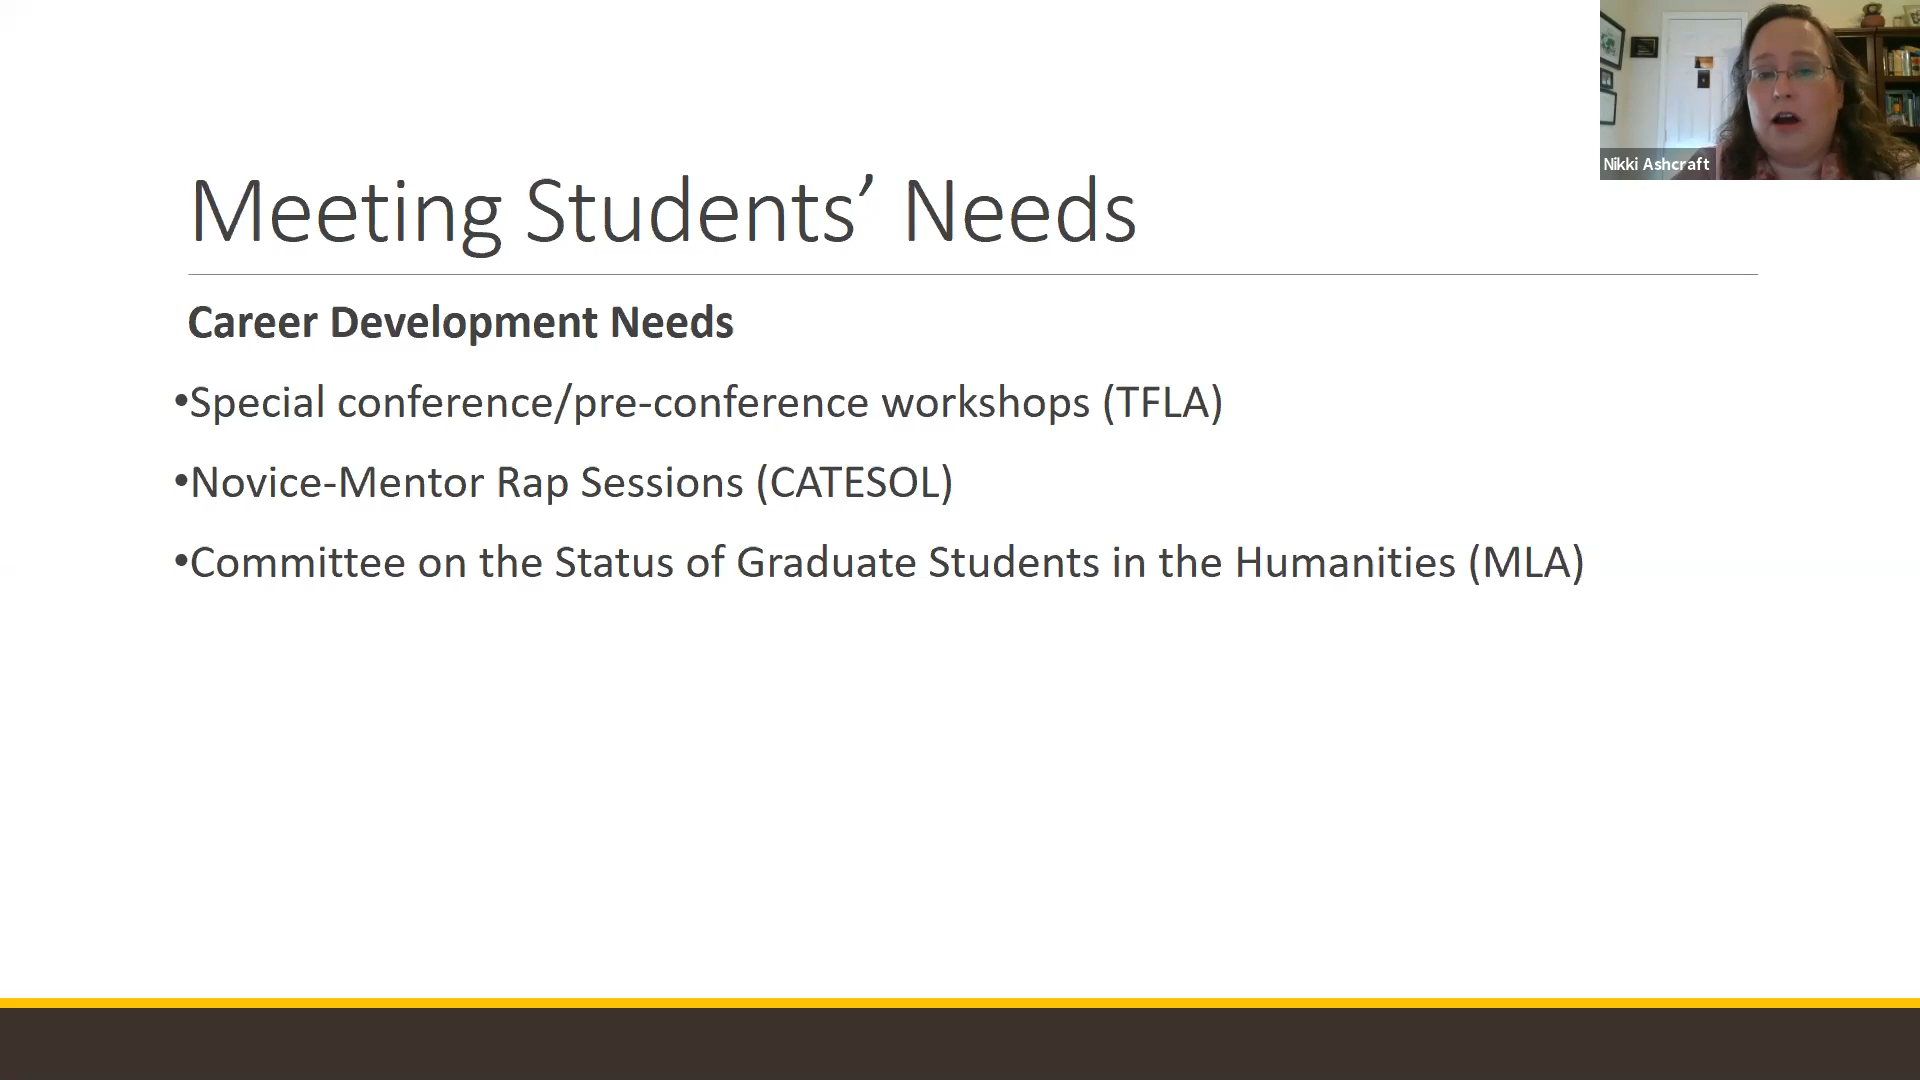 Nikki Ashcraft
Meeting Students’ Needs
Career Development Needs
•Special conference/pre-conference workshops (TFLA)
•Novice-Mentor Rap Sessions (CATESOL)
•Committee on the Status of Graduate Students in the Humanities (MLA)